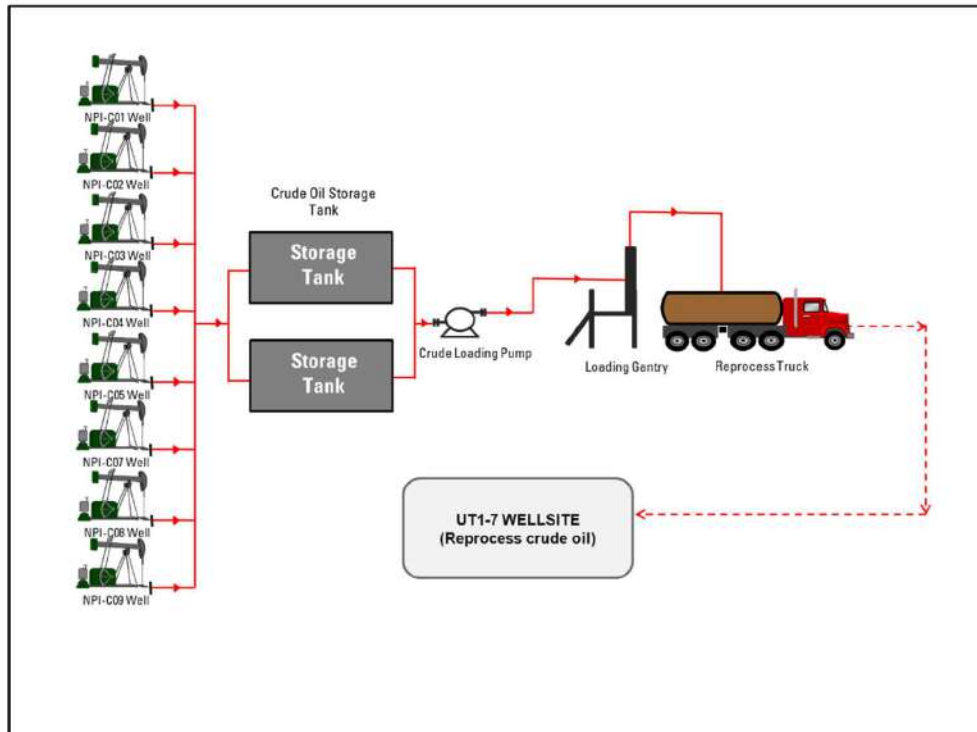 NPI-C01 Well
NPI-C02 Well
NPI-C03 Well
NPI-C04 Well
NPI-C05 Well
NPI-C07 Well
NPI-C08 Well
NPI-C09 Well
Crude Oil Storage
Tank
Storage
Tank
Storage
Tank
Crude Loading Pump
Loading Gantry
Reprocess Truck
UT1-7 WELLSITE
(Reprocess crude oil)